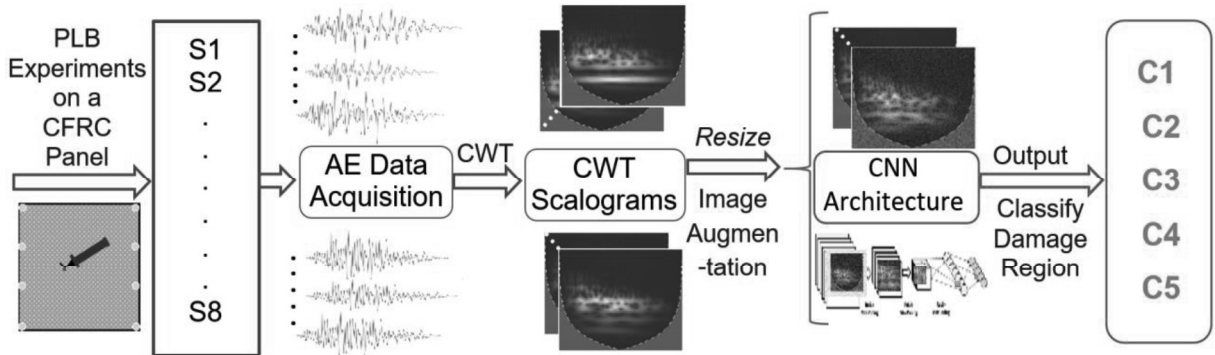 PLB
Experiments
on a
CFRC
Panel
S1
S2
S8
AE Data
Acquisition
CWT
CWT
Scalograms
Resize
Image
Augmen
-tation
CNN
Architecture
Output
Classify
Damage
Region
C1
C2
C3
C4
C5